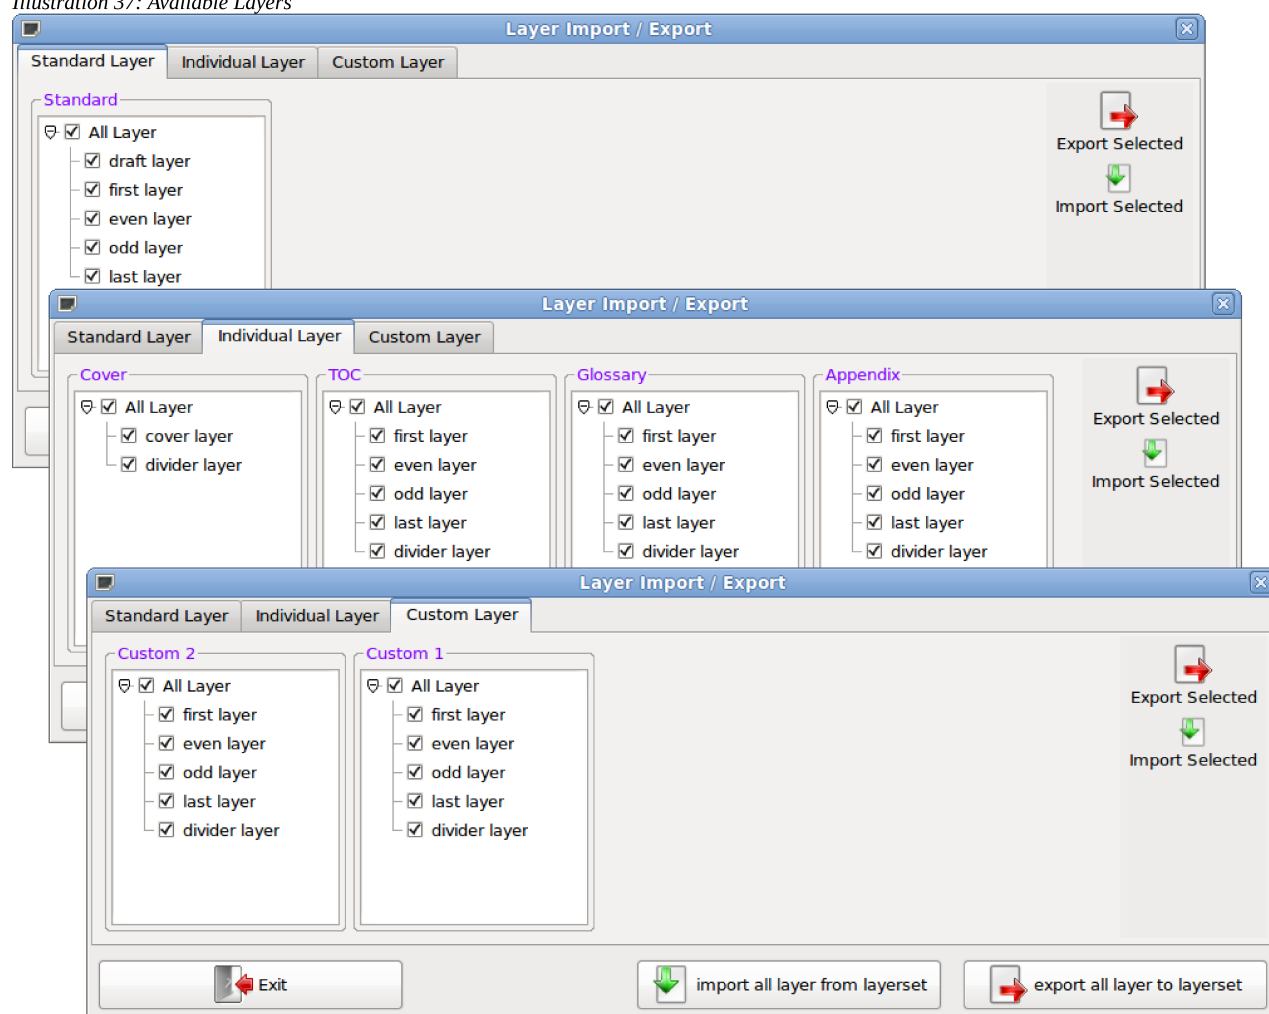 Illustration 37: Available Layers
Layer Import / Export
Standard Layer Individual Layer Custom Layer
Standard
All Layer
draft layer
first layer
even layer
odd layer
last layer
Export Selected
Import Selected
Layer Import / Export
Standard Layer Individual Layer Custom Layer
Cover
All Layer
cover layer
divider layer
TOC
All Layer
first layer
even layer
odd layer
last layer
divider layer
Glossary
All Layer
first layer
even layer
odd layer
last layer
divider layer
Appendix
All Layer
first layer
even layer
odd layer
last layer
divider layer
Export Selected
Import Selected
Layer Import / Export
Standard Layer Individual Layer Custom Layer
Custom 2
All Layer
first layer
even layer
odd layer
last layer
divider layer
Custom 1
All Layer
first layer
even layer
odd layer
last layer
divider layer
Export Selected
Import Selected
Exit
import all layer from layerset
export all layer to layerset